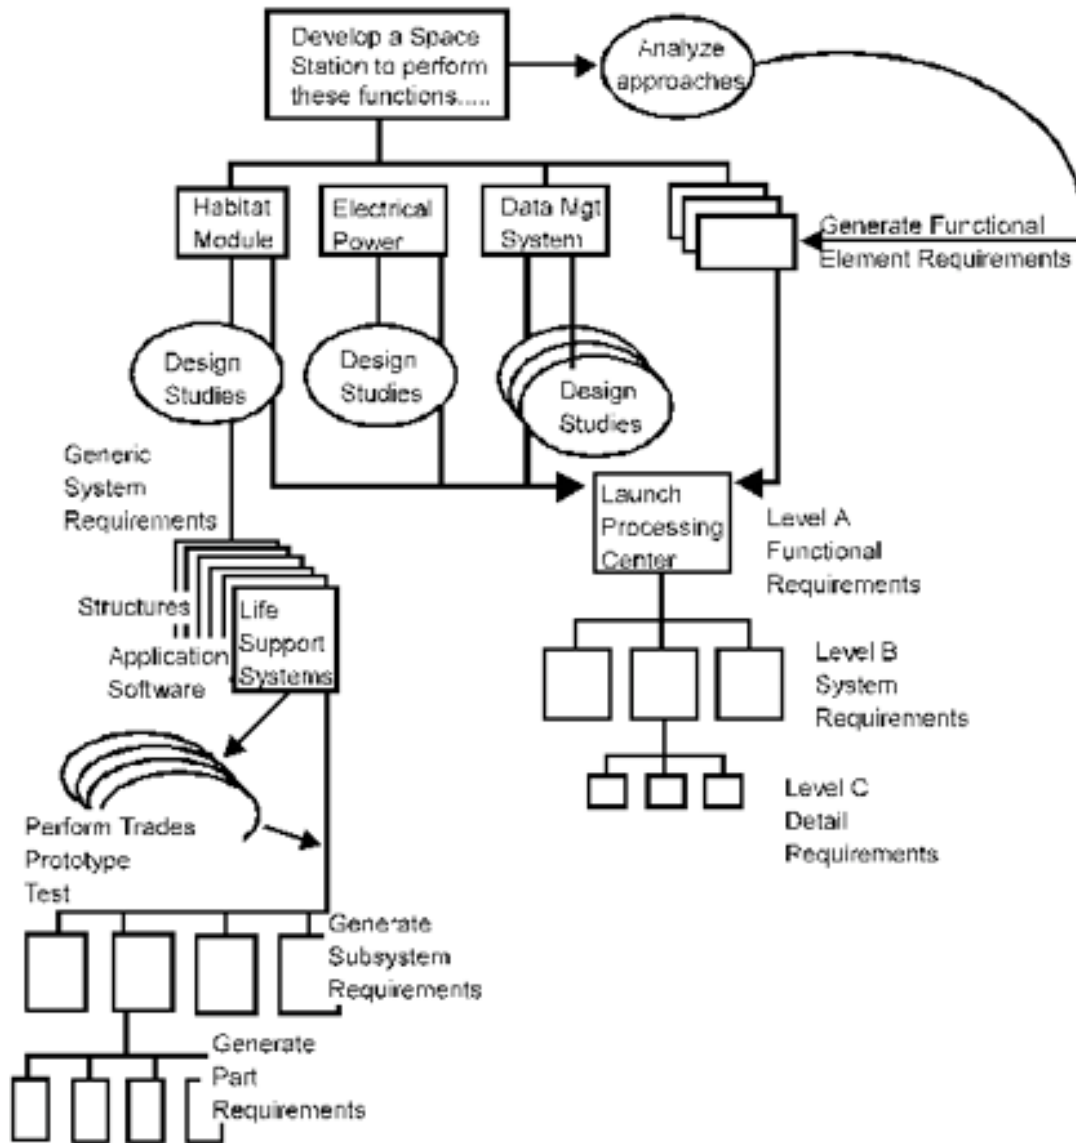 Develop a Space
Station to perform
these functions.....
Analyze
approaches
Habitat
Module
Electrical
Power
Data Mgt
System
Generate Functional
Element Requirements
Design
Studies
Design
Studies
Design
Studies
Generic
System
Requirements
Launch
Processing
Center
Level A
Functional
Requirements
Structures
Application
Software
Life
Support
Systems
Level B
System
Requirements
Level C
Detail
Requirements
Perform Trades
Prototype
Test
Generate
Subsystem
Requirements
Generate
Part
Requirements